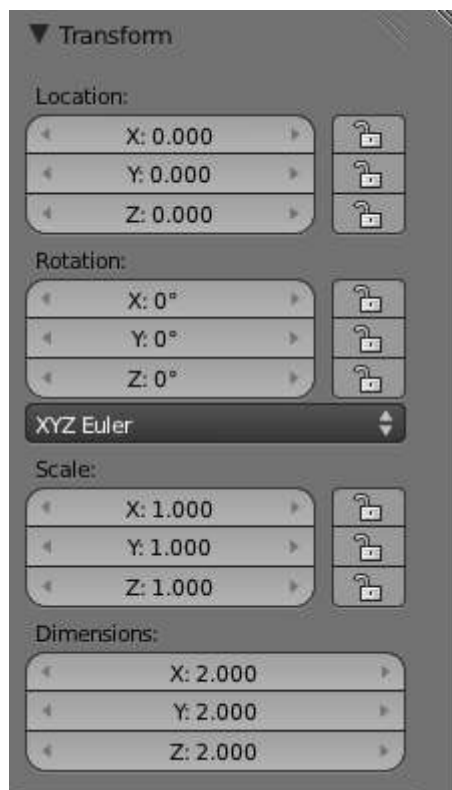 Transform
Location:
X: 0.000
Y: 0.000
Z: 0.000
Rotation:
X: 0°
Y: 0°
Z: 0°
XYZ Euler
Scale:
X: 1.000
Y: 1.000
Z: 1.000
Dimensions:
X: 2.000
Y: 2.000
Z: 2.000